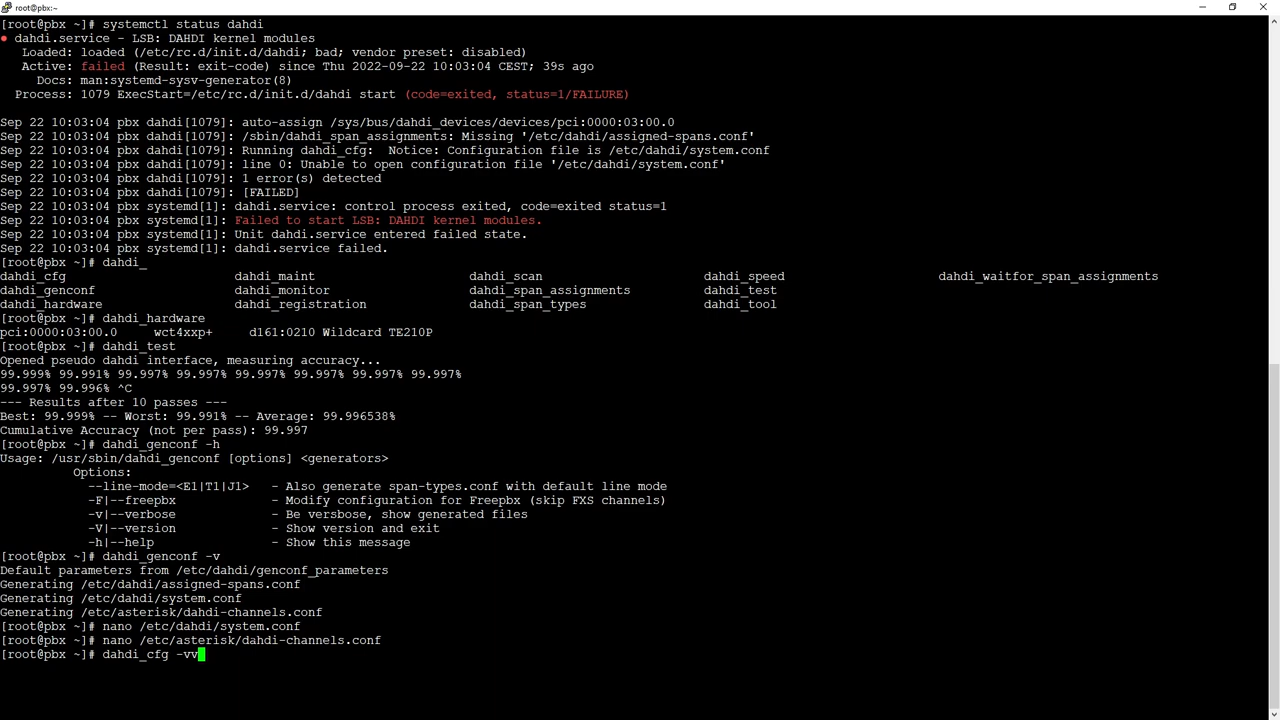 root@pbx:~
[root@pbx ~]# systemctl status dahdi
● dahdi.service - LSB: DAHDI kernel modules
   Loaded: loaded (/etc/rc.d/init.d/dahdi; bad; vendor preset: disabled)
   Active: failed (Result: exit-code) since Thu 2022-09-22 10:03:04 CEST; 39s ago
     Docs: man:systemd-sysv-generator(8)
  Process: 1079 ExecStart=/etc/rc.d/init.d/dahdi start (code=exited, status=1/FAILURE)

Sep 22 10:03:04 pbx dahdi[1079]: auto-assign /sys/bus/dahdi_devices/devices/pci:0000:03:00.0
Sep 22 10:03:04 pbx dahdi[1079]: /sbin/dahdi_span_assignments: Missing '/etc/dahdi/assigned-spans.conf'
Sep 22 10:03:04 pbx dahdi[1079]: Running dahdi_cfg:  Notice: Configuration file is /etc/dahdi/system.conf
Sep 22 10:03:04 pbx dahdi[1079]: line 0: Unable to open configuration file '/etc/dahdi/system.conf'
Sep 22 10:03:04 pbx dahdi[1079]: 1 error(s) detected
Sep 22 10:03:04 pbx dahdi[1079]: [FAILED]
Sep 22 10:03:04 pbx systemd[1]: dahdi.service: control process exited, code=exited status=1
Sep 22 10:03:04 pbx systemd[1]: Failed to start LSB: DAHDI kernel modules.
Sep 22 10:03:04 pbx systemd[1]: Unit dahdi.service entered failed state.
Sep 22 10:03:04 pbx systemd[1]: dahdi.service failed.
[root@pbx ~]# dahdi_
dahdi_cfg                     dahdi_maint                   dahdi_scan                    dahdi_speed                   dahdi_waitfor_span_assignments
dahdi_genconf                 dahdi_monitor                 dahdi_span_assignments        dahdi_test
dahdi_hardware                dahdi_registration            dahdi_span_types              dahdi_tool
[root@pbx ~]# dahdi_hardware
pci:0000:03:00.0     wct4xxp+     d161:0210 Wildcard TE210P
[root@pbx ~]# dahdi_test
Opened pseudo dahdi interface, measuring accuracy...
99.999% 99.991% 99.997% 99.997% 99.997% 99.997% 99.997% 99.997%
99.997% 99.996% ^C
--- Results after 10 passes ---
Best: 99.999% -- Worst: 99.991% -- Average: 99.996538%
Cumulative Accuracy (not per pass): 99.997
[root@pbx ~]# dahdi_genconf -h
Usage: /usr/sbin/dahdi_genconf [options] <generators>
         Options:
           --line-mode=<E1|T1|J1>   - Also generate span-types.conf with default line mode
           -F|--freepbx             - Modify configuration for Freepbx (skip FXS channels)
           -v|--verbose             - Be versbose, show generated files
           -V|--version             - Show version and exit
           -h|--help                - Show this message
[root@pbx ~]# dahdi_genconf -v
Default parameters from /etc/dahdi/genconf_parameters
Generating /etc/dahdi/assigned-spans.conf
Generating /etc/dahdi/system.conf
Generating /etc/asterisk/dahdi-channels.conf
[root@pbx ~]# nano /etc/dahdi/system.conf
[root@pbx ~]# nano /etc/asterisk/dahdi-channels.conf
[root@pbx ~]# dahdi_cfg -vv